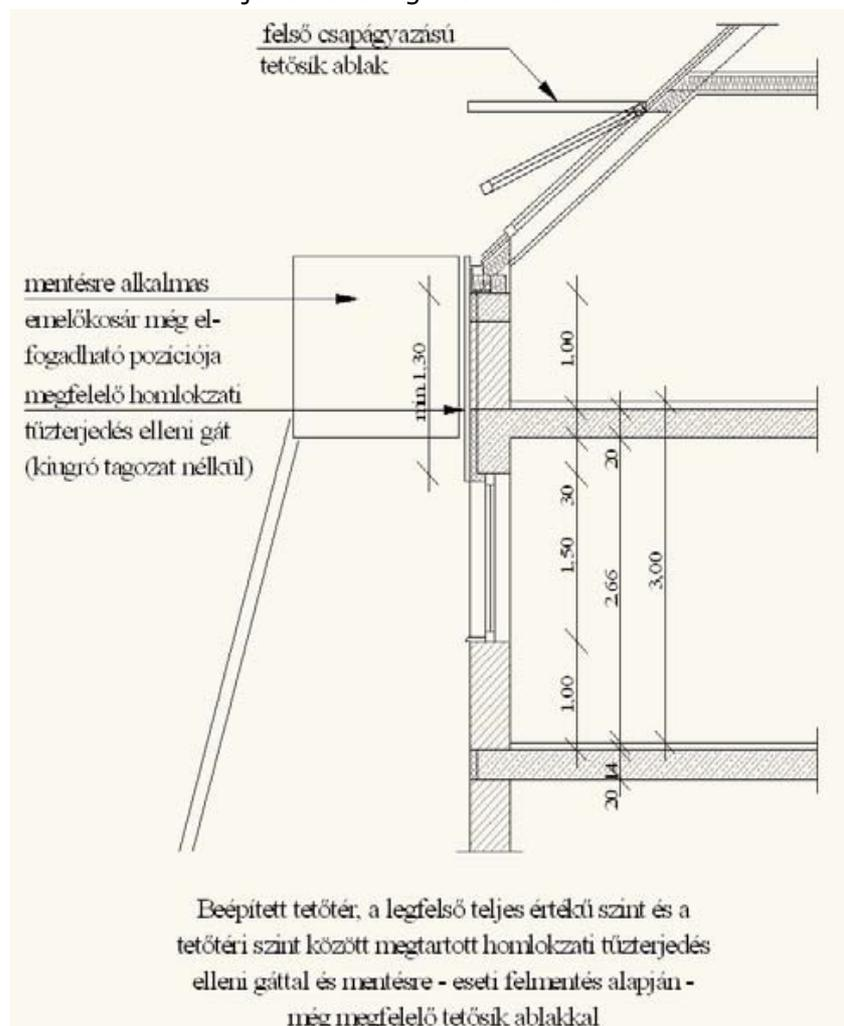 felső csapágyazású
tetősík ablak
mentésre alkalmas
emelőkosár még el-
fogadható pozíciója
megfelelő homlokzati
tűzterjedés elleni gát
(kiugró tagozat nélkül)
min.1,30
1,00
20
30
1,50
2,66
3,00
1,00
14
20
Beépített tetőtér, a legfelső teljes értékű szint és a
tetőtéri szint között megtartott homlokzati tűzterjedés
elleni gáttal és mentésre - eseti felmentés alapján -
még megfelelő tetősík ablakkal